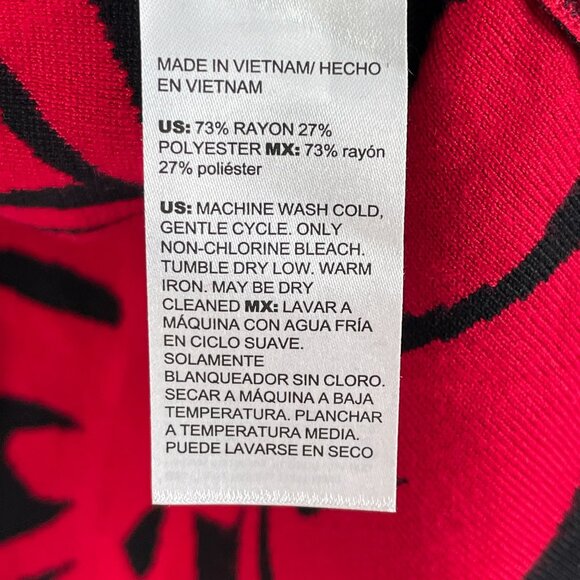 MADE IN VIETNAM/ HECHO
EN VIETNAM
US: 73% RAYON 27%
POLYESTER MX: 73% rayón
27% poliéster
US: MACHINE WASH COLD,
GENTLE CYCLE. ONLY
NON-CHLORINE BLEACH.
TUMBLE DRY LOW. WARM
IRON. MAY BE DRY
CLEANED MX: LAVAR A
MÁQUINA CON AGUA FRÍA
EN CICLO SUAVE.
SOLAMENTE
BLANQUEADOR SIN CLORO.
SECAR A MÁQUINA A BAJA
TEMPERATURA. PLANCHAR
A TEMPERATURA MEDIA.
PUEDE LAVARSE EN SECO